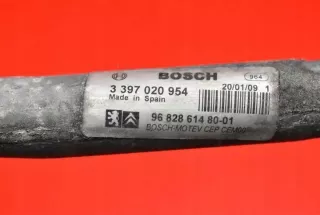 BOSCH
964
3 397 020 954
Made in Spain
20/01/09 1
96 828 614 80-01
BOSCH-MOTEV CEP